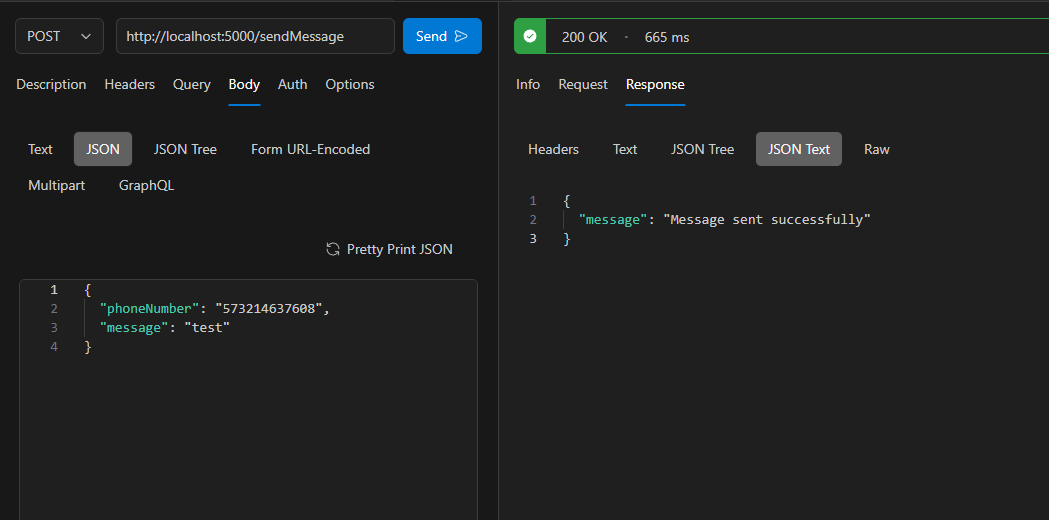 POST
http://localhost:5000/sendMessage
Send
Description Headers Query Body Auth Options
Text JSON JSON Tree Form URL-Encoded
Multipart GraphQL
Pretty Print JSON
1 {
2 "phoneNumber": "573214637608",
3 "message": "test"
4 }
200 OK - 665 ms
Info Request Response
Headers Text JSON Tree JSON Text Raw
1 {
2 "message": "Message sent successfully"
3 }